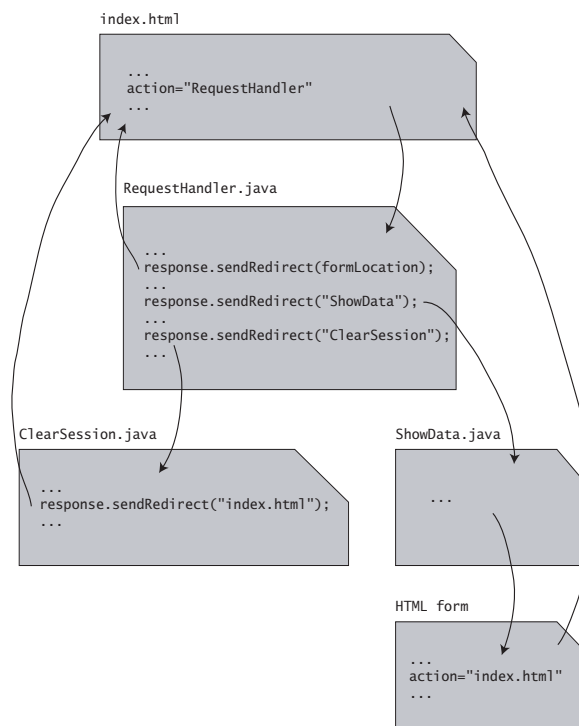 index.html
...
action="RequestHandler"
...
RequestHandler.java
...
response.sendRedirect(formLocation);
...
response.sendRedirect("ShowData");
...
response.sendRedirect("ClearSession");
...
ClearSession.java
...
response.sendRedirect("index.html");
...
ShowData.java
...
HTML form
...
action="index.html"
...